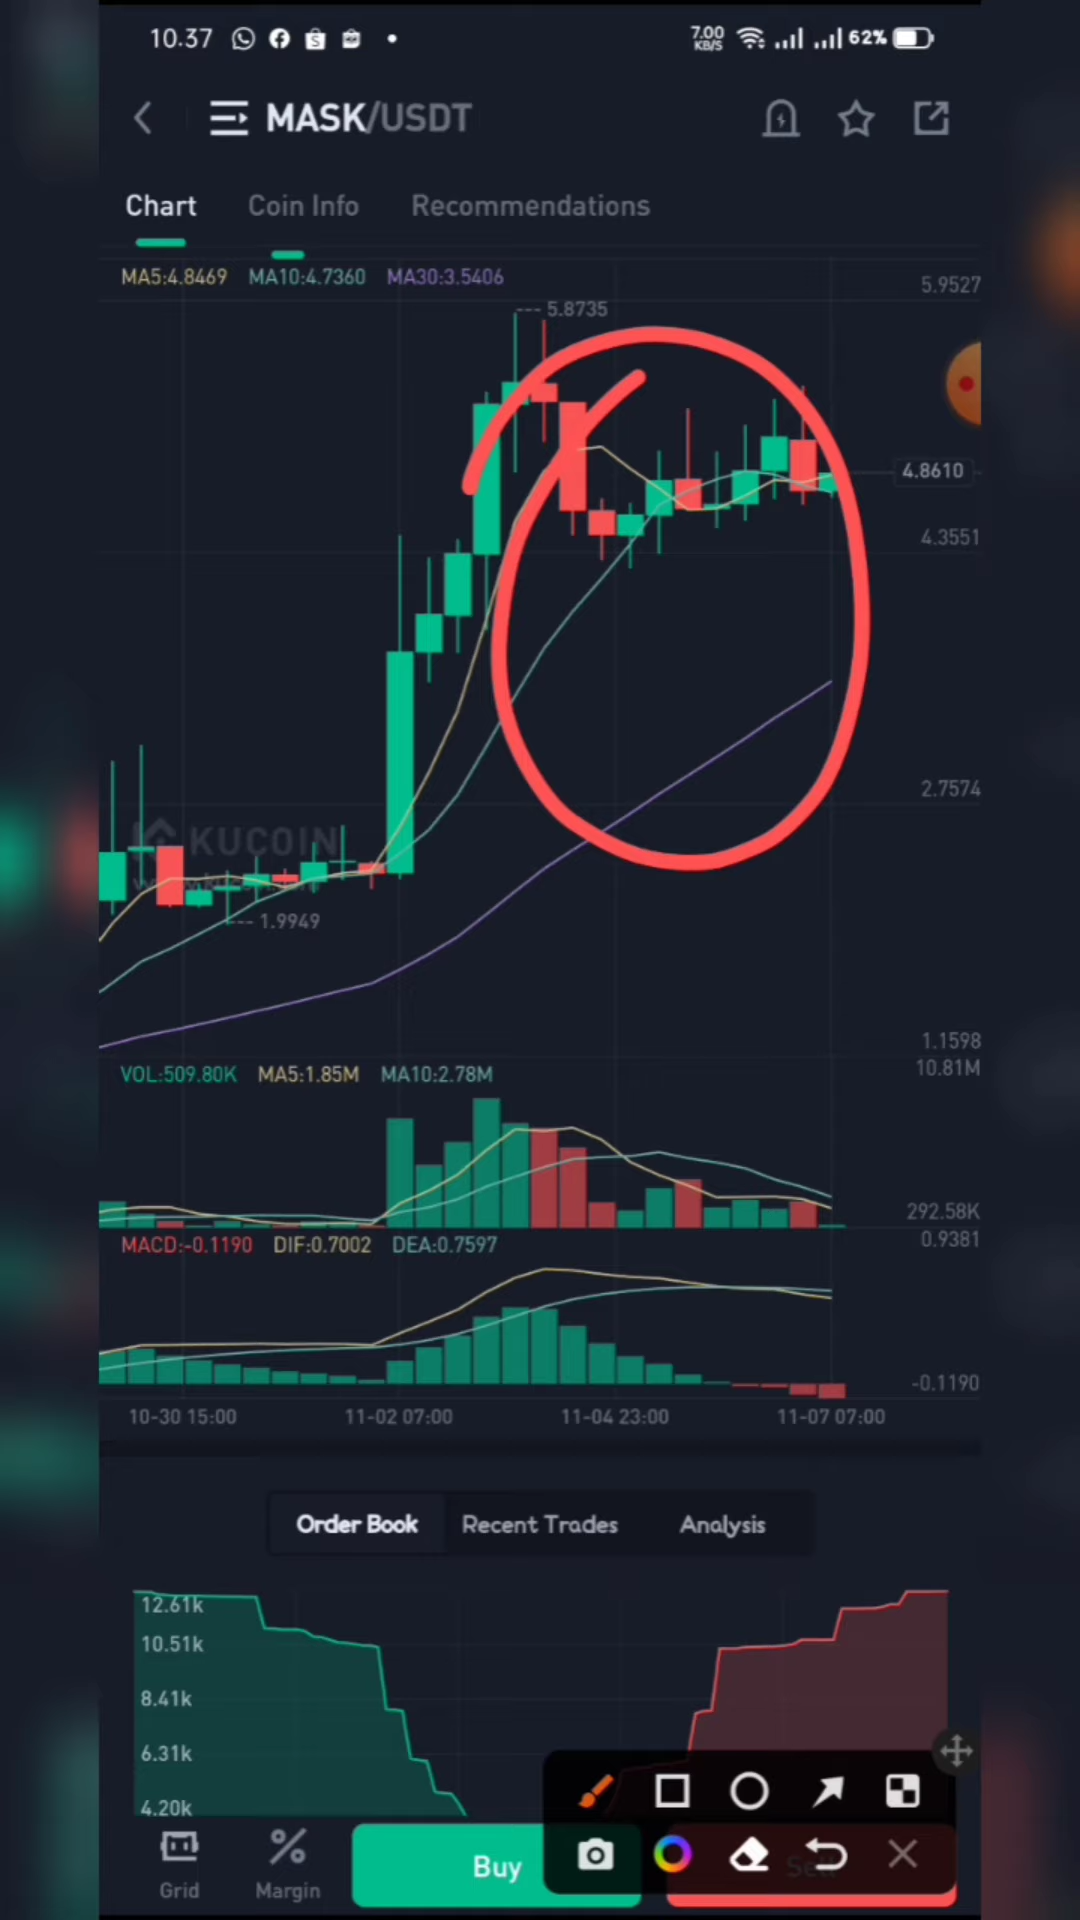 10.37 7.00 KB/S 62%
MASK/USDT
Chart Coin Info Recommendations
MA5:4.8469 MA10:4.7360 MA30:3.5406
5.9527
5.8735
4.8610
4.3551
2.7574
KUCOIN
1.9949
1.1598
VOL:509.80K MA5:1.85M MA10:2.78M
10.81M
292.58K
MACD:-0.1190 DIF:0.7002 DEA:0.7597
0.9381
-0.1190
10-30 15:00 11-02 07:00 11-04 23:00 11-07 07:00
Order Book Recent Trades Analysis
12.61k
10.51k
8.41k
6.31k
4.20k
Grid Margin Buy